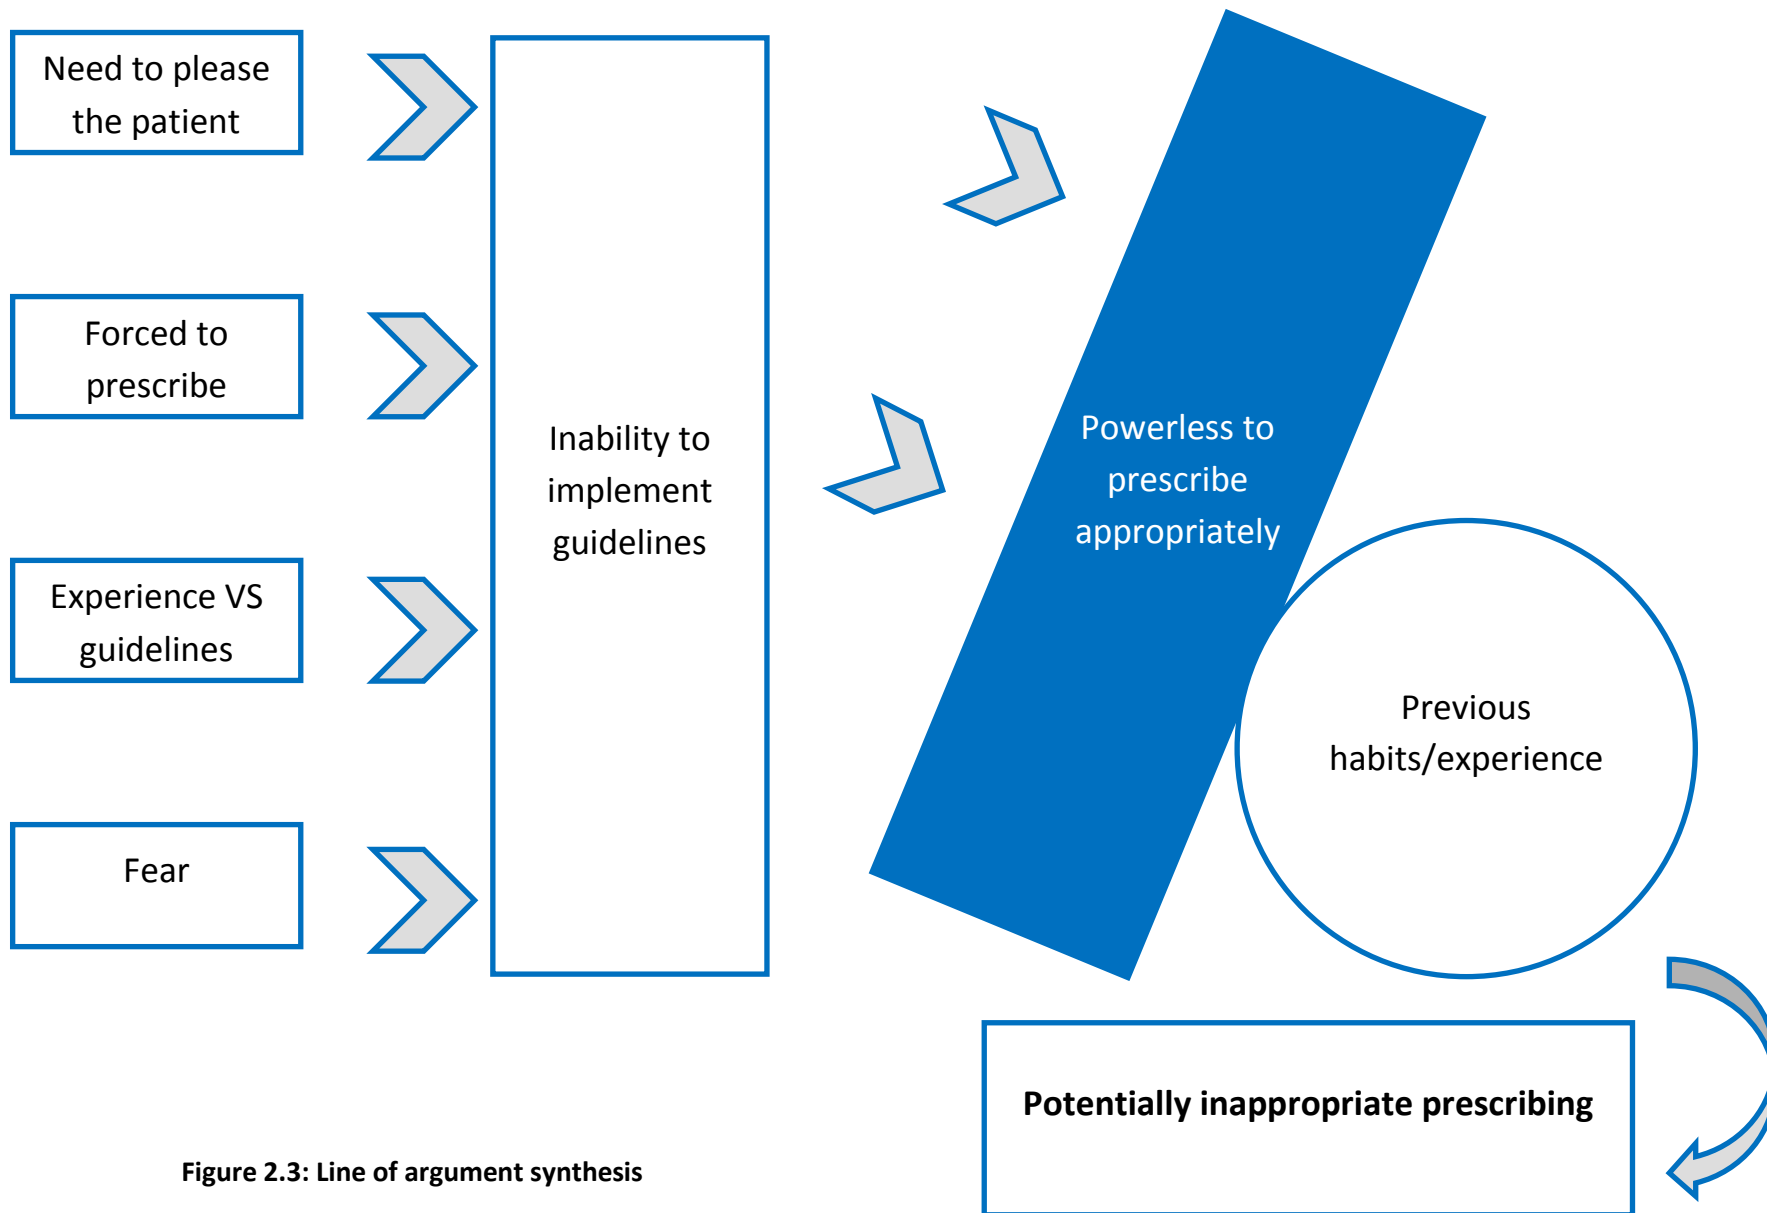 Need to please
the patient
Forced to
prescribe
Experience VS
guidelines
Fear
Inability to
implement
guidelines
Powerless to
prescribe
appropriately
Previous
habits/experience
Potentially inappropriate prescribing
Figure 2.3: Line of argument synthesis